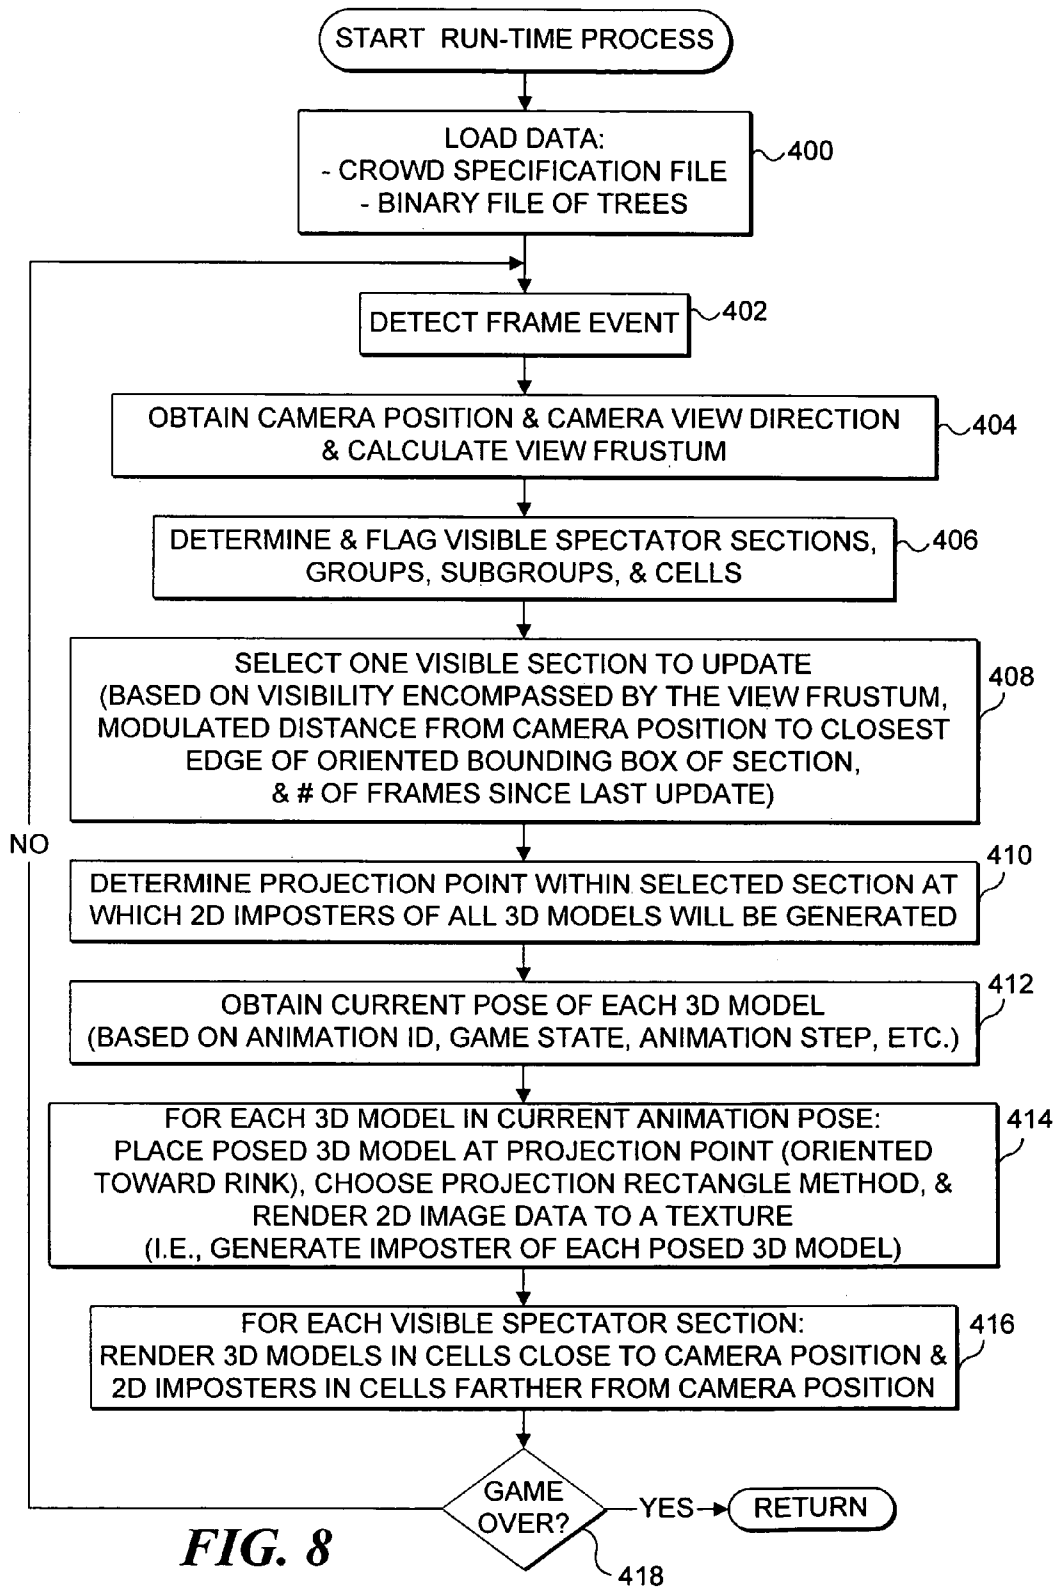 START RUN-TIME PROCESS
LOAD DATA:
- CROWD SPECIFICATION FILE
- BINARY FILE OF TREES
400
DETECT FRAME EVENT
402
OBTAIN CAMERA POSITION & CAMERA VIEW DIRECTION
& CALCULATE VIEW FRUSTUM
404
DETERMINE & FLAG VISIBLE SPECTATOR SECTIONS,
GROUPS, SUBGROUPS, & CELLS
406
SELECT ONE VISIBLE SECTION TO UPDATE
(BASED ON VISIBILITY ENCOMPASSED BY THE VIEW FRUSTUM,
MODULATED DISTANCE FROM CAMERA POSITION TO CLOSEST
EDGE OF ORIENTED BOUNDING BOX OF SECTION,
& # OF FRAMES SINCE LAST UPDATE)
408
NO
DETERMINE PROJECTION POINT WITHIN SELECTED SECTION AT
WHICH 2D IMPOSTERS OF ALL 3D MODELS WILL BE GENERATED
410
OBTAIN CURRENT POSE OF EACH 3D MODEL
(BASED ON ANIMATION ID, GAME STATE, ANIMATION STEP, ETC.)
412
FOR EACH 3D MODEL IN CURRENT ANIMATION POSE:
PLACE POSED 3D MODEL AT PROJECTION POINT (ORIENTED
TOWARD RINK), CHOOSE PROJECTION RECTANGLE METHOD, &
RENDER 2D IMAGE DATA TO A TEXTURE
(I.E., GENERATE IMPOSTER OF EACH POSED 3D MODEL)
414
FOR EACH VISIBLE SPECTATOR SECTION:
RENDER 3D MODELS IN CELLS CLOSE TO CAMERA POSITION &
2D IMPOSTERS IN CELLS FARTHER FROM CAMERA POSITION
416
GAME
OVER?
YES
RETURN
418
FIG. 8